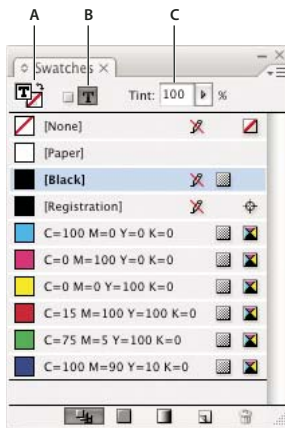 A B C
Swatches
T T Tint: 100 %
[None]
[Paper]
[Black]
[Registration]
C=100 M=0 Y=0 K=0
C=0 M=100 Y=0 K=0
C=0 M=0 Y=100 K=0
C=15 M=100 Y=100 K=0
C=75 M=5 Y=100 K=0
C=100 M=90 Y=10 K=0